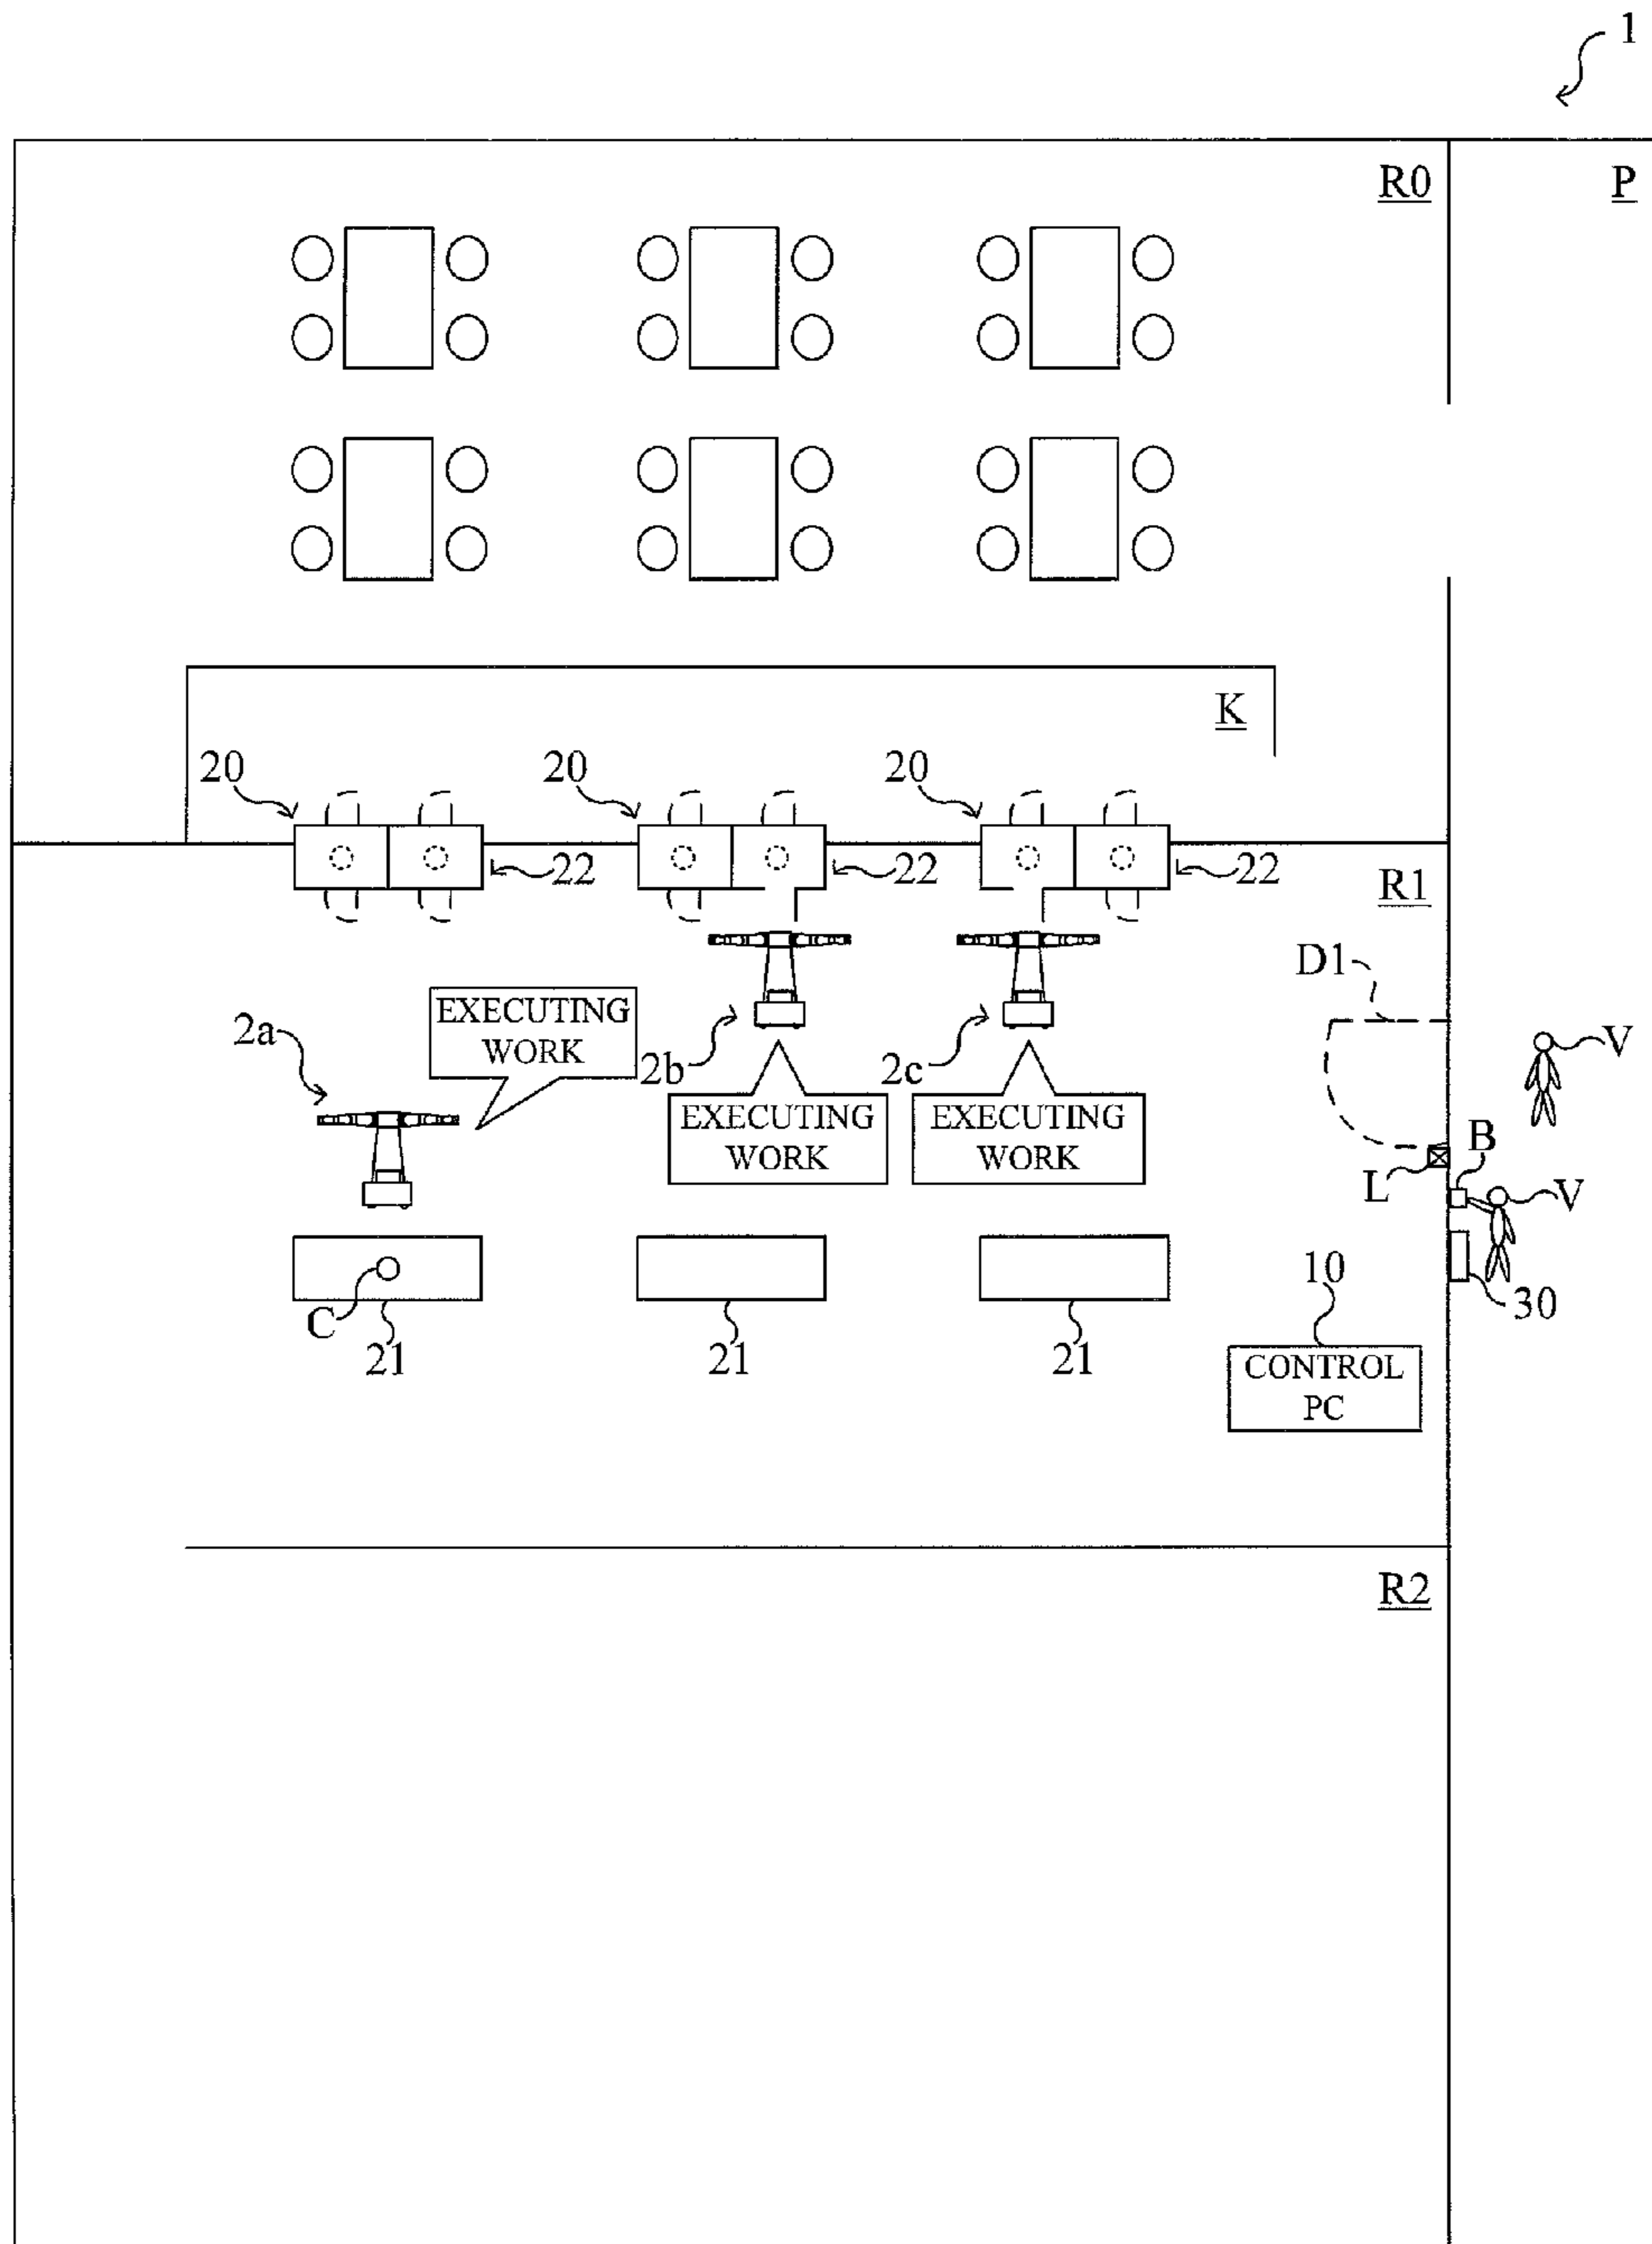 1
R0
P
K
20
20
20
22
22
22
R1
D1
EXECUTING
WORK
2a
2b
2c
V
EXECUTING
WORK
EXECUTING
WORK
B
L
V
10
30
C
21
21
21
CONTROL
PC
R2